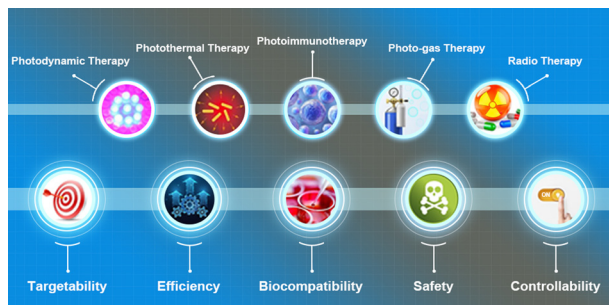 Photodynamic Therapy
Photothermal Therapy
Photoimmunotherapy
Photo-gas Therapy
Radio Therapy
ON
Targetability
Efficiency
Biocompatibility
Safety
Controllability